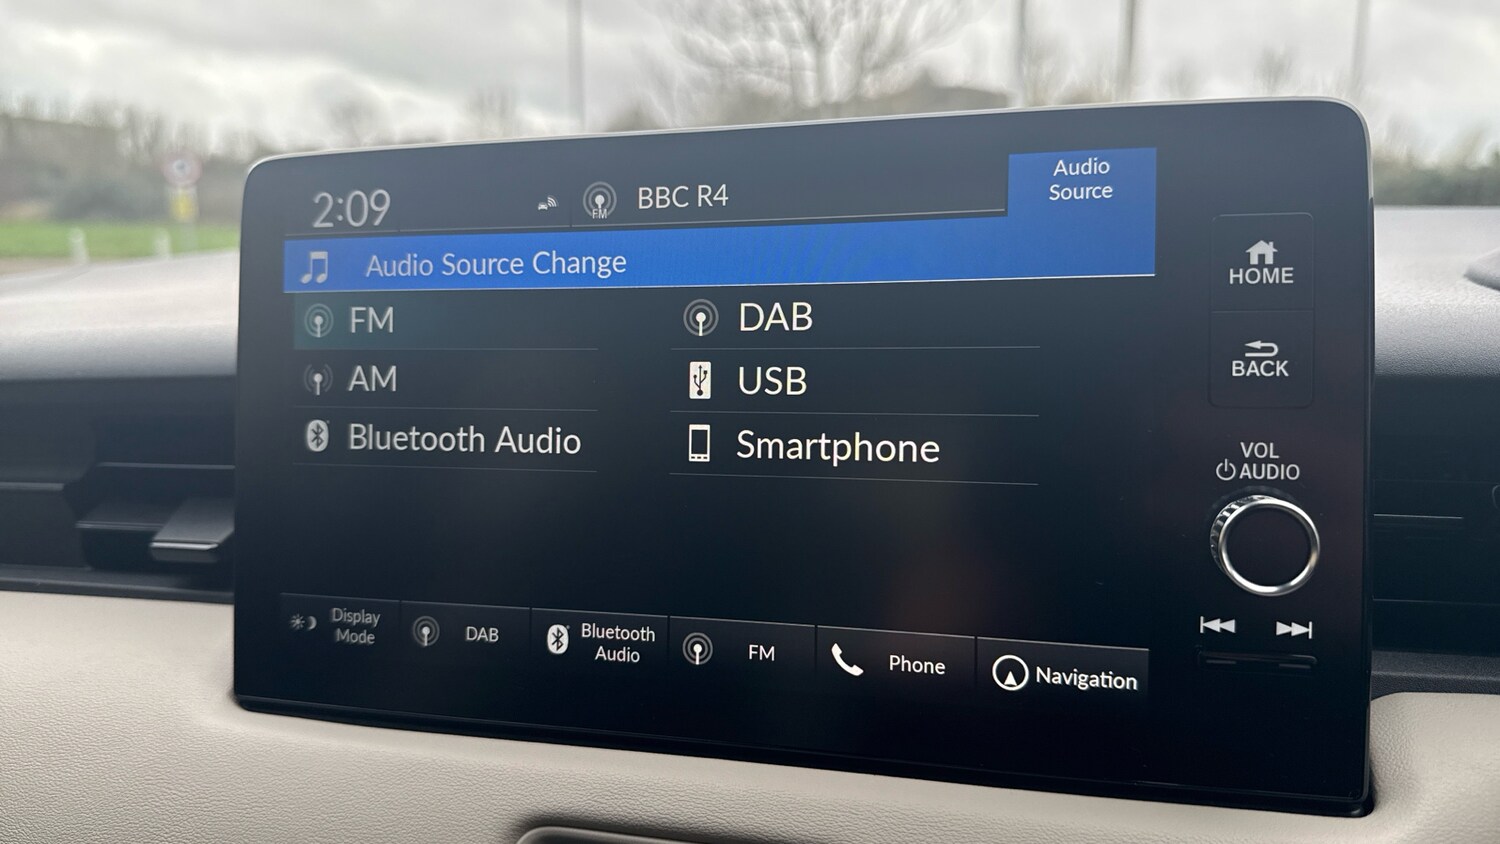 2:09
FM
BBC R4
Audio
Source
Audio Source Change
FM
DAB
AM
USB
Bluetooth Audio
Smartphone
Display
Mode
DAB
Bluetooth
Audio
FM
Phone
Navigation
HOME
BACK
VOL
AUDIO